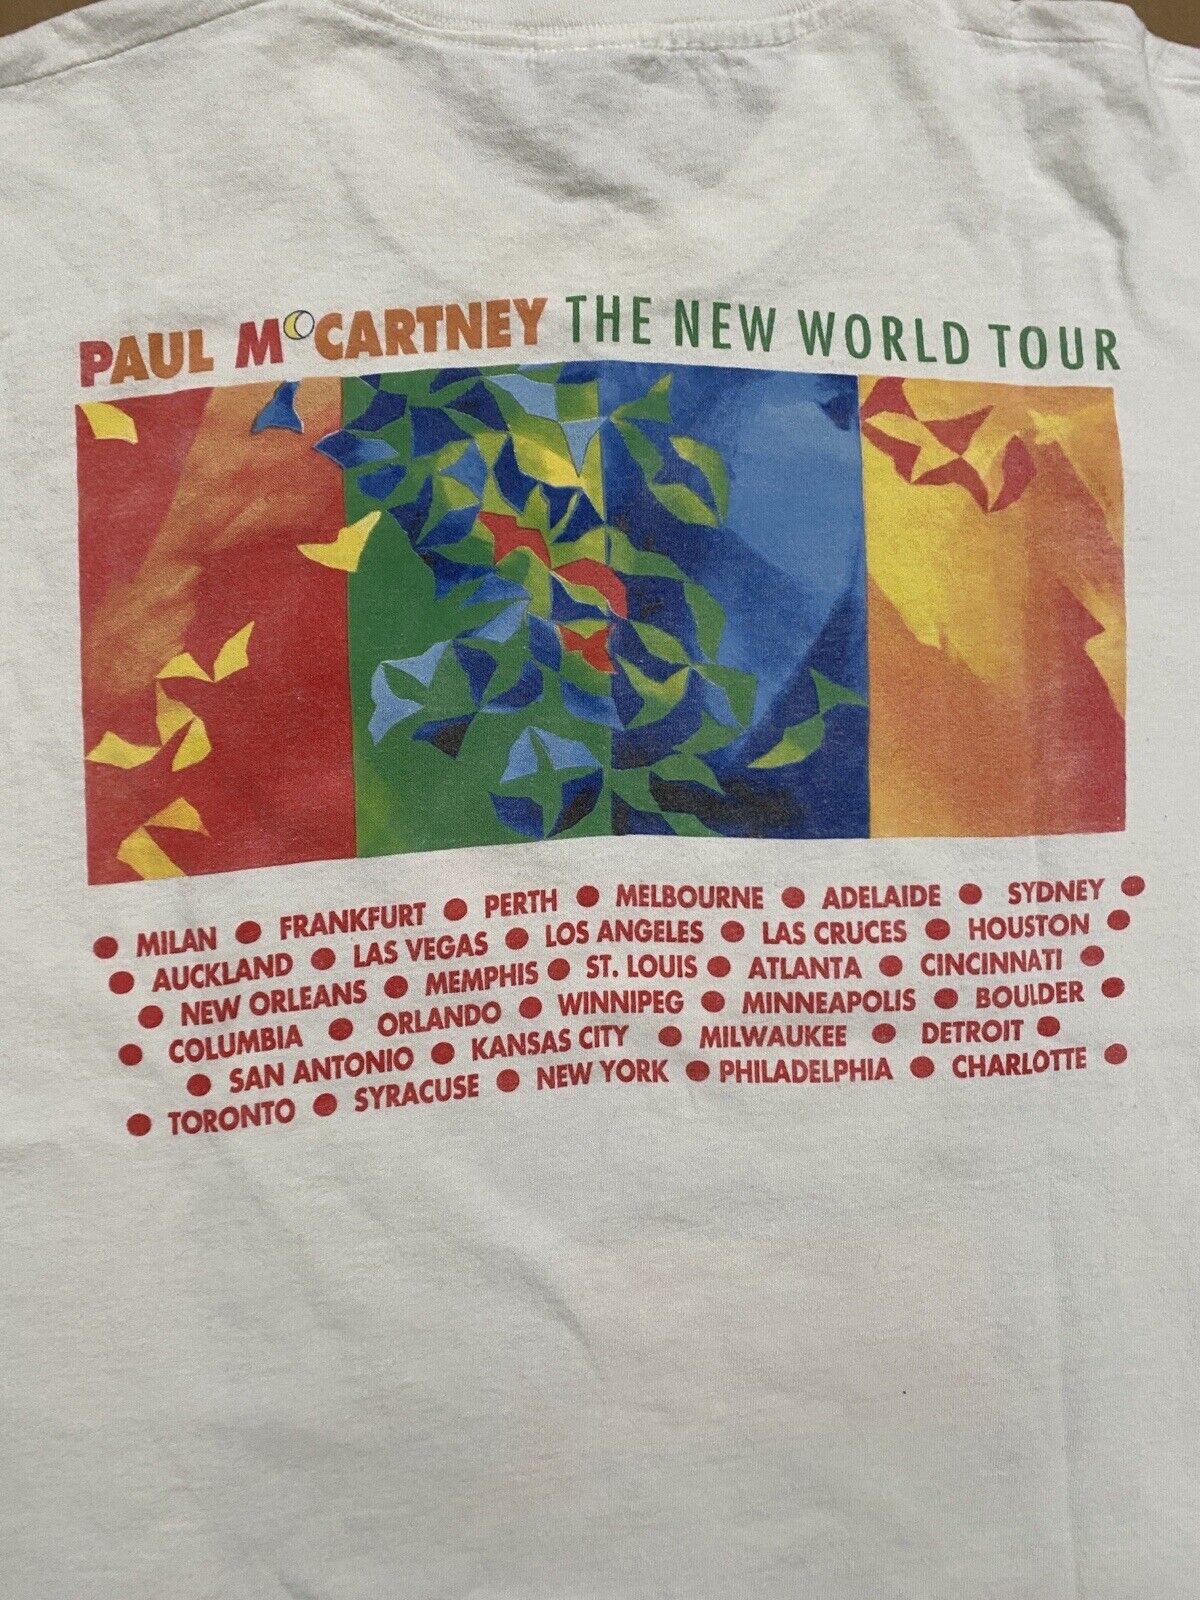 PAUL McCARTNEY THE NEW WORLD TOUR
● MILAN ● FRANKFURT ● PERTH ● MELBOURNE ● ADELAIDE ● SYDNEY ●
● AUCKLAND ● LAS VEGAS ● LOS ANGELES ● LAS CRUCES ● HOUSTON ●
● NEW ORLEANS ● MEMPHIS ● ST. LOUIS ● ATLANTA ● CINCINNATI ●
● COLUMBIA ● ORLANDO ● WINNIPEG ● MINNEAPOLIS ● BOULDER ●
● SAN ANTONIO ● KANSAS CITY ● MILWAUKEE ● DETROIT ●
● TORONTO ● SYRACUSE ● NEW YORK ● PHILADELPHIA ● CHARLOTTE ●